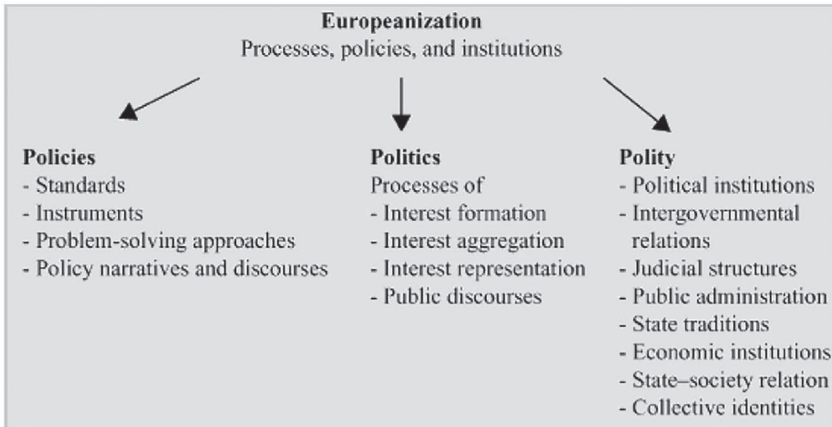 Europeanization
Processes, policies, and institutions
Policies
- Standards
- Instruments
- Problem-solving approaches
- Policy narratives and discourses
Politics
Processes of
- Interest formation
- Interest aggregation
- Interest representation
- Public discourses
Polity
- Political institutions
- Intergovernmental
relations
- Judicial structures
- Public administration
- State traditions
- Economic institutions
- State–society relation
- Collective identities